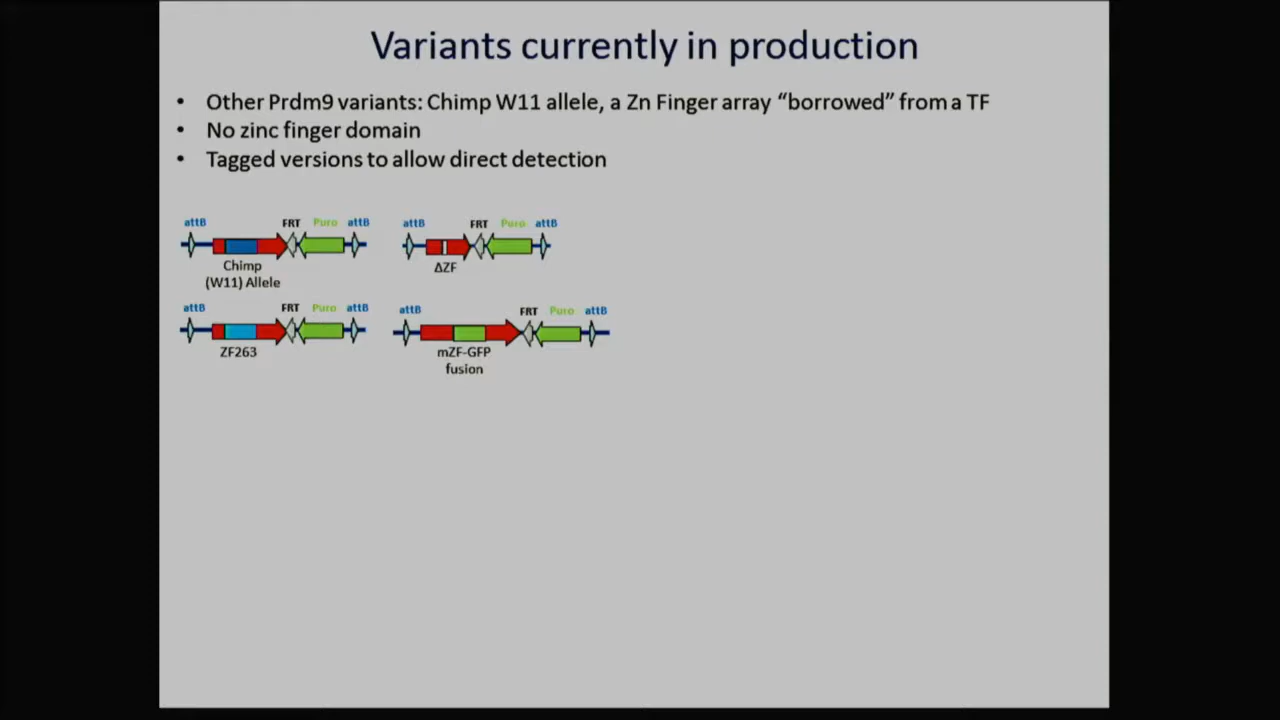 Variants currently in production
• Other Prdm9 variants: Chimp W11 allele, a Zn Finger array “borrowed” from a TF
• No zinc finger domain
• Tagged versions to allow direct detection
attB FRT Puro attB
Chimp
(W11) Allele
attB FRT Puro attB
ΔZF
attB FRT Puro attB
ZF263
attB FRT Puro attB
mZF-GFP
fusion